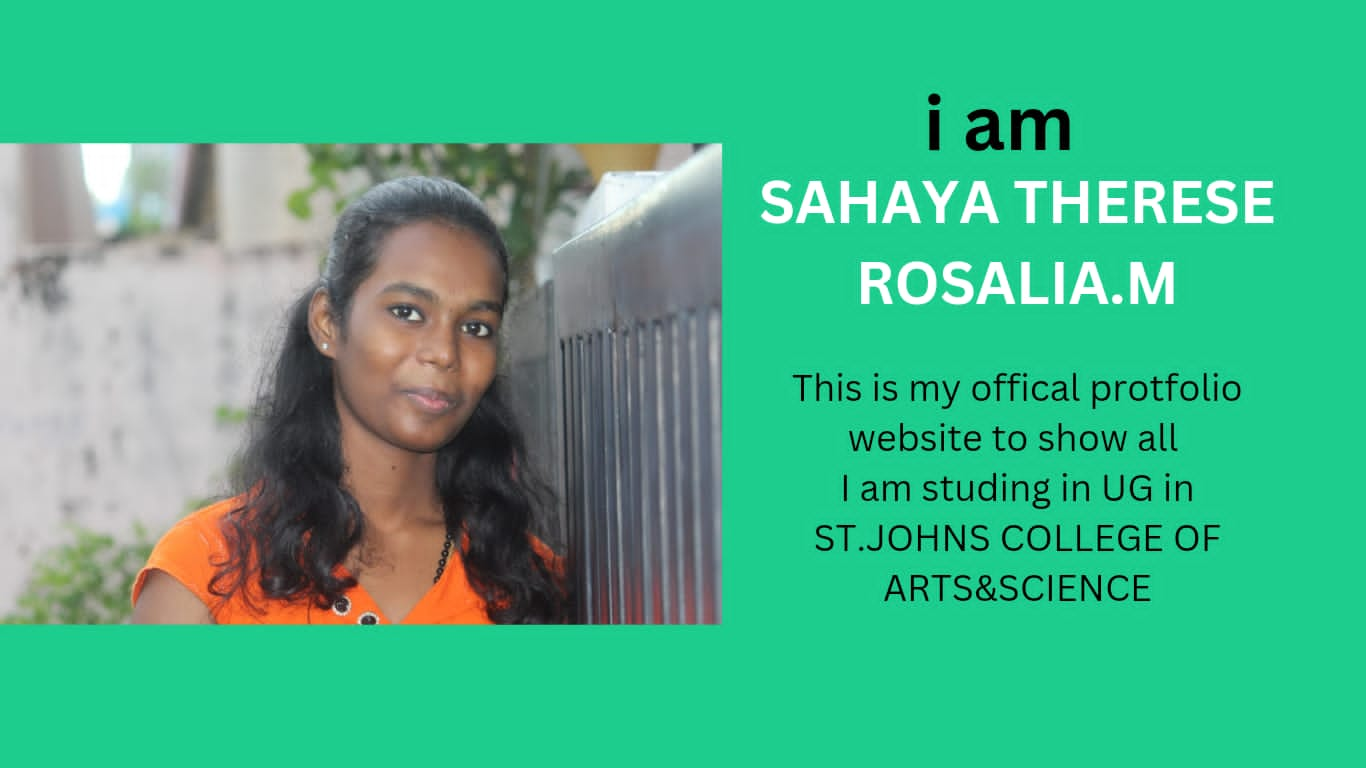 i am
SAHAYA THERESE
ROSALIA.M
This is my offical protfolio
website to show all
I am studing in UG in
ST.JOHNS COLLEGE OF
ARTS&SCIENCE